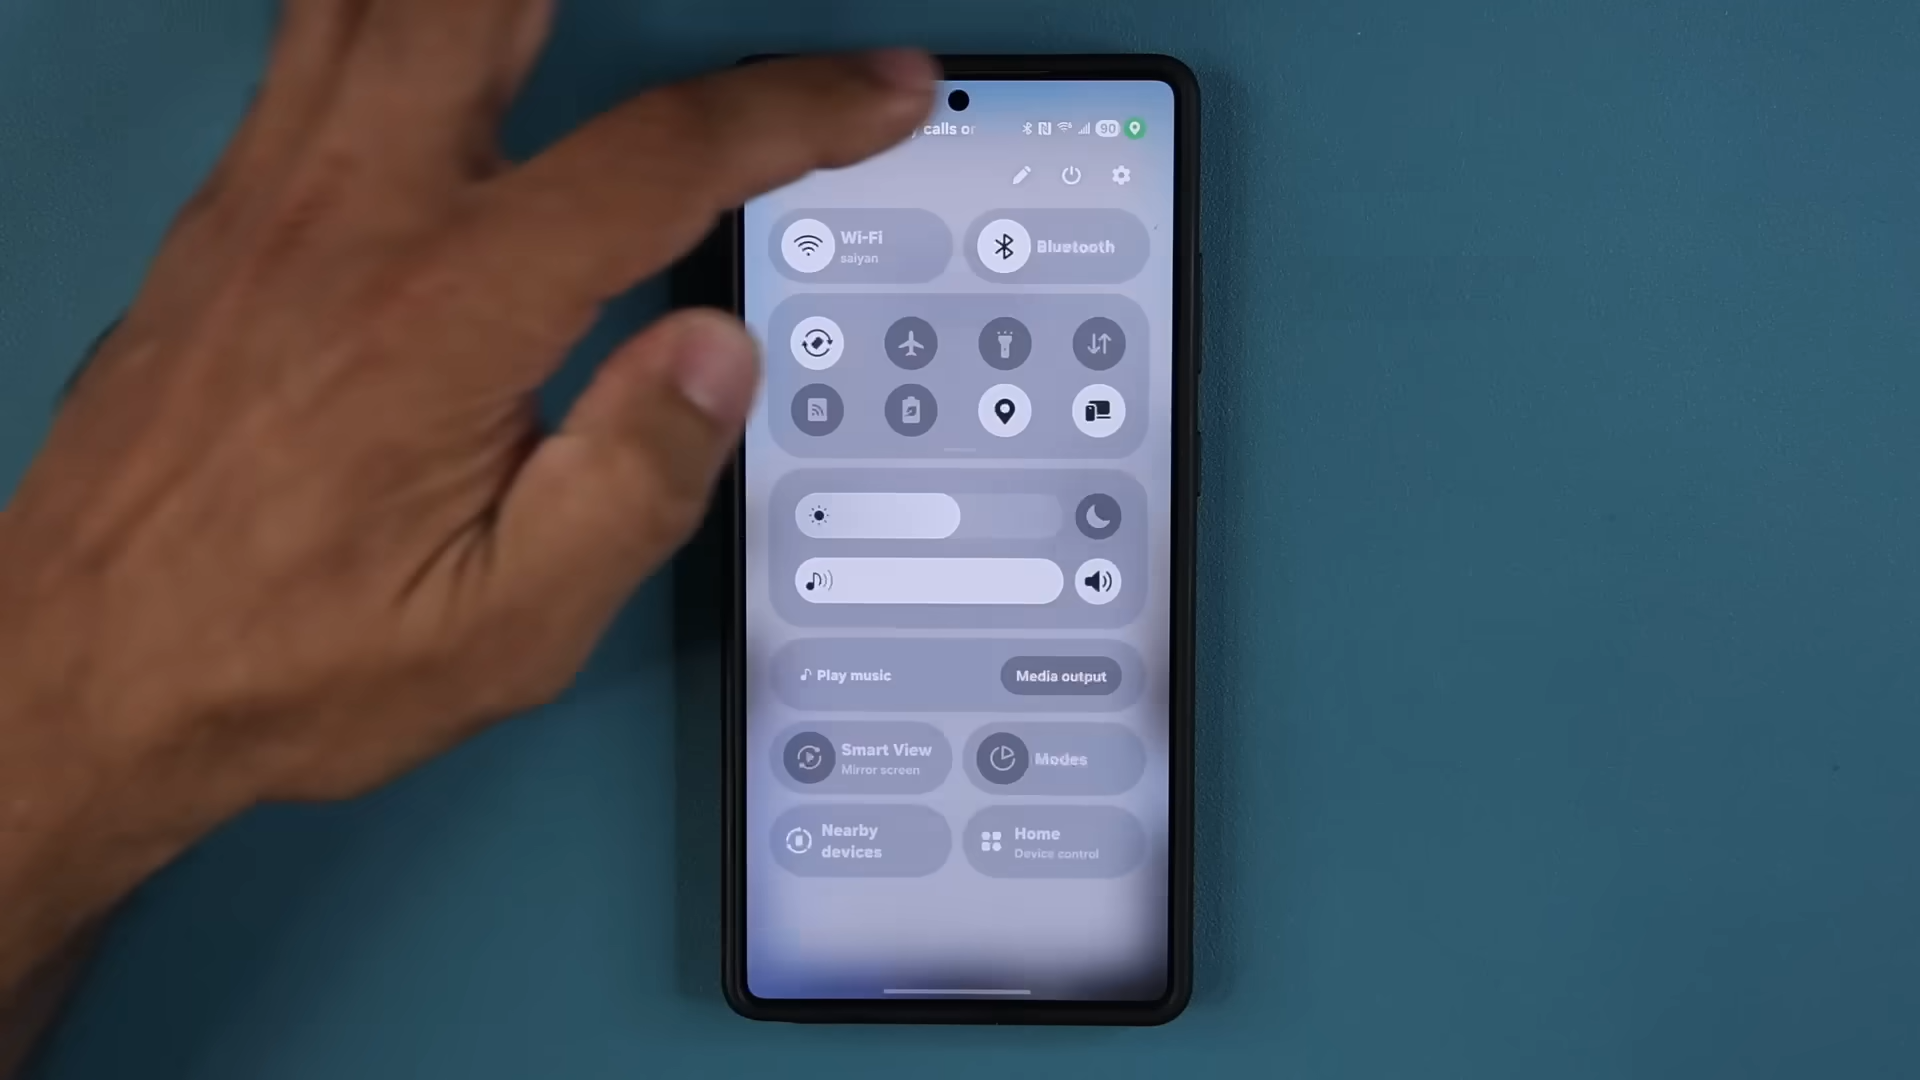 calls or
90
Wi-Fi
saiyan
Bluetooth
Play music
Media output
Smart View
Mirror screen
Modes
Nearby
devices
Home
Device control